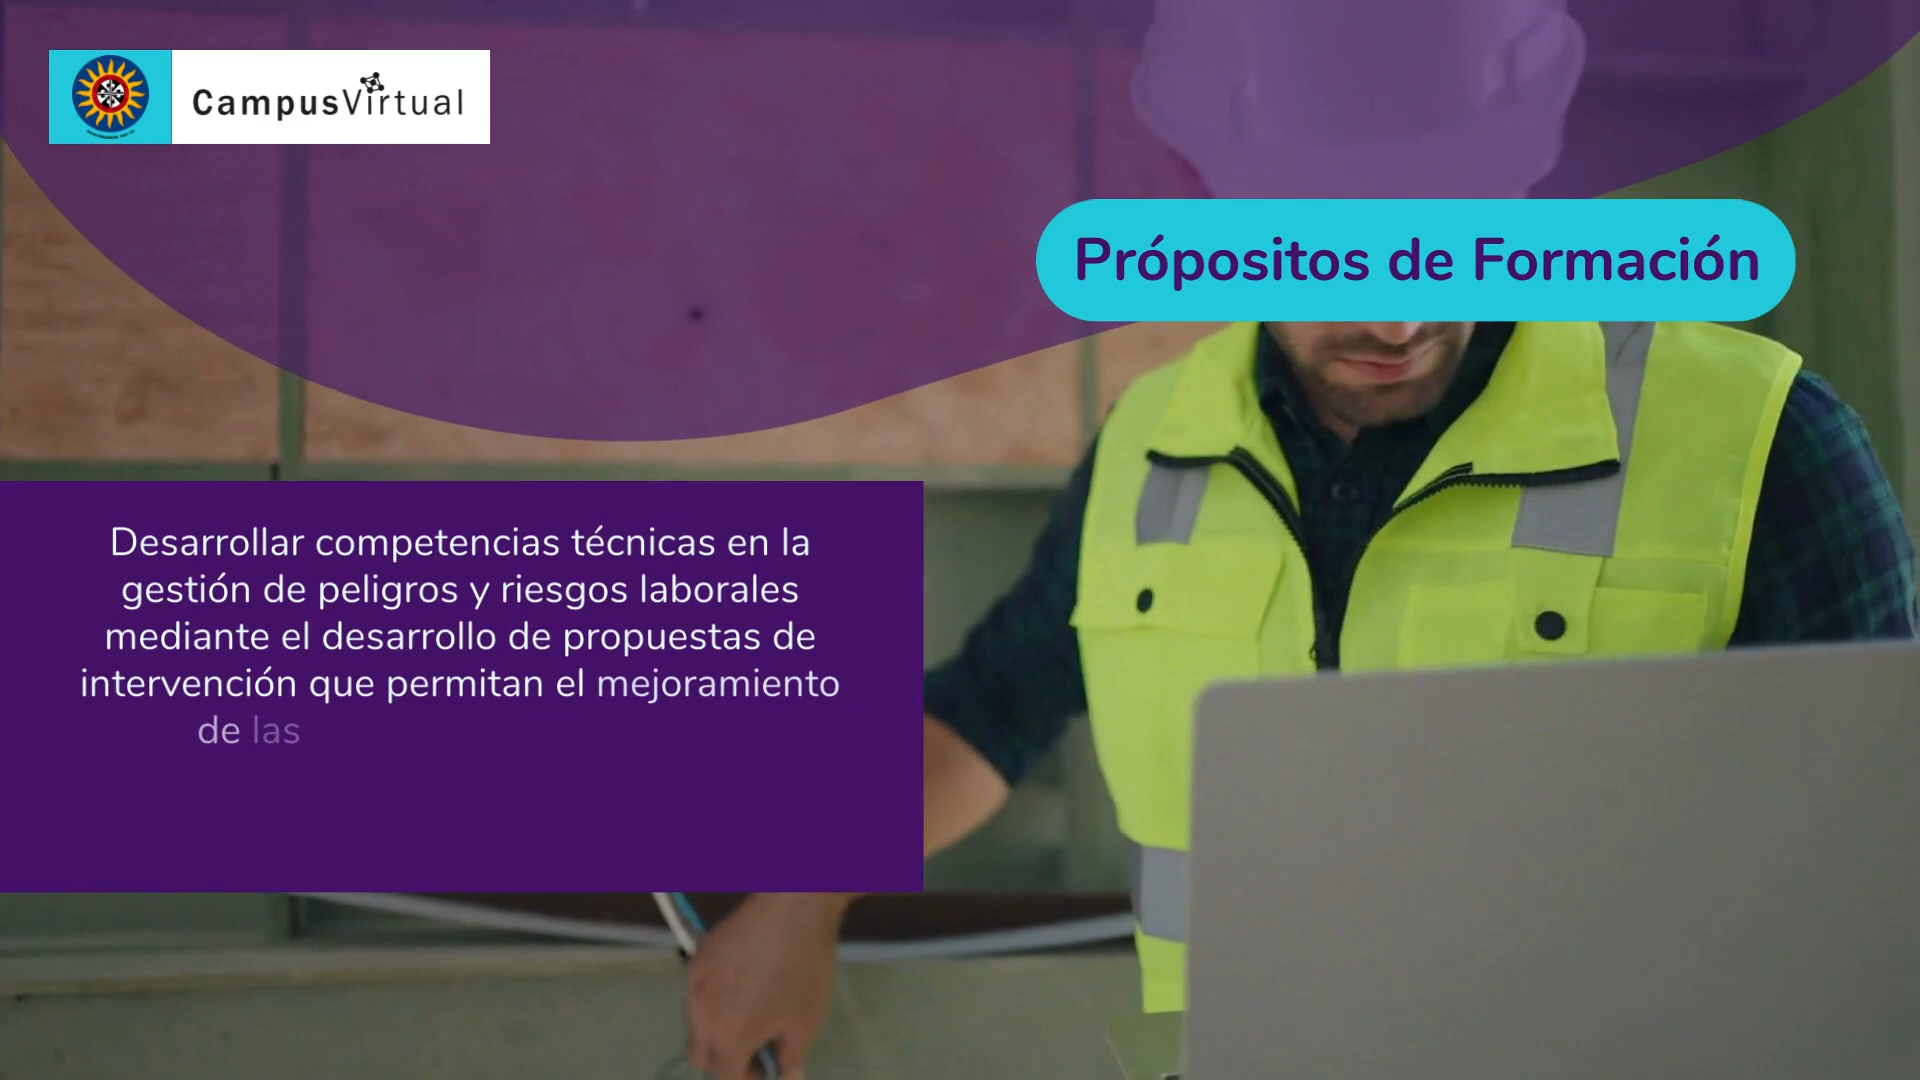 CampusVirtual
Própositos de Formación
Desarrollar competencias técnicas en la
gestión de peligros y riesgos laborales
mediante el desarrollo de propuestas de
intervención que permitan el mejoramiento
de las